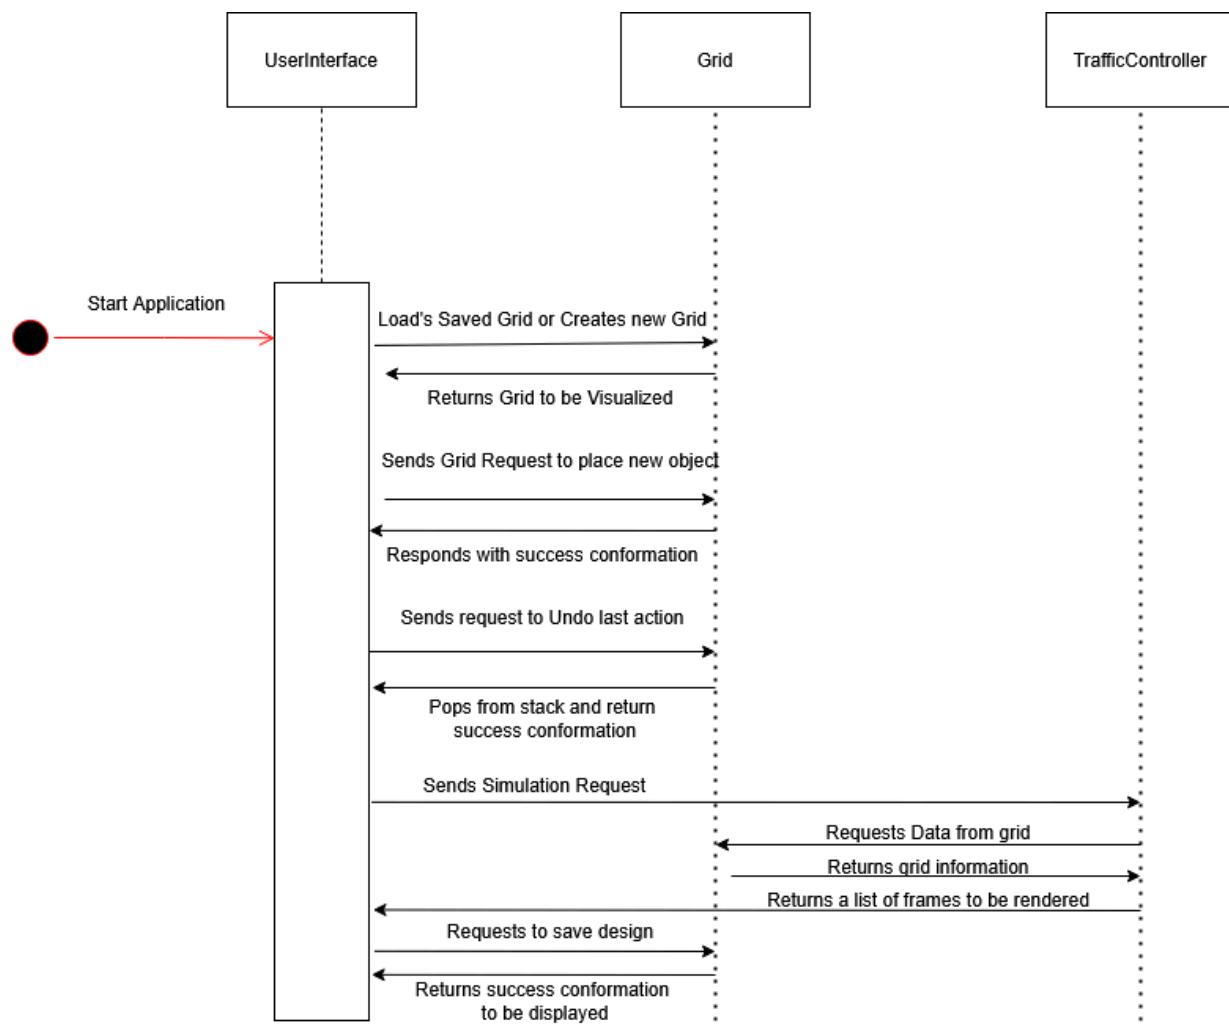 UserInterface
Grid
TrafficController
Start Application
Load's Saved Grid or Creates new Grid
Returns Grid to be Visualized
Sends Grid Request to place new object
Responds with success conformation
Sends request to Undo last action
Pops from stack and return
success conformation
Sends Simulation Request
Requests Data from grid
Returns grid information
Returns a list of frames to be rendered
Requests to save design
Returns success conformation
to be displayed